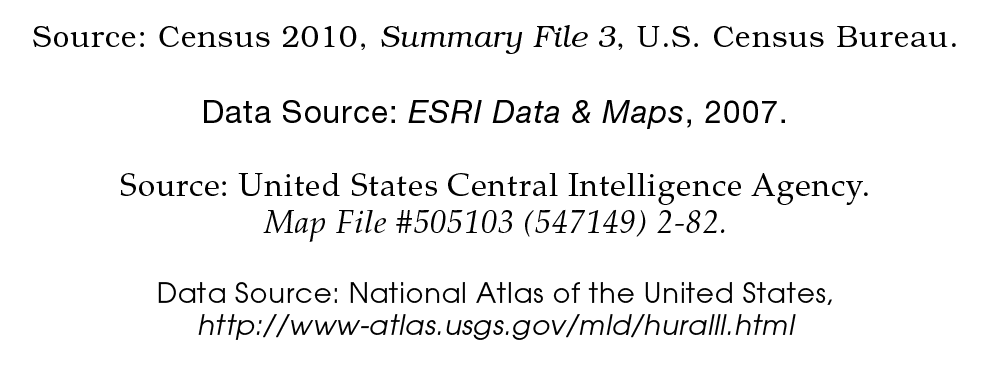 Source: Census 2010, Summary File 3, U.S. Census Bureau.
Data Source: ESRI Data & Maps, 2007.
Source: United States Central Intelligence Agency.
Map File #505103 (547149) 2-82.
Data Source: National Atlas of the United States,
http://www-atlas.usgs.gov/mld/huralll.html